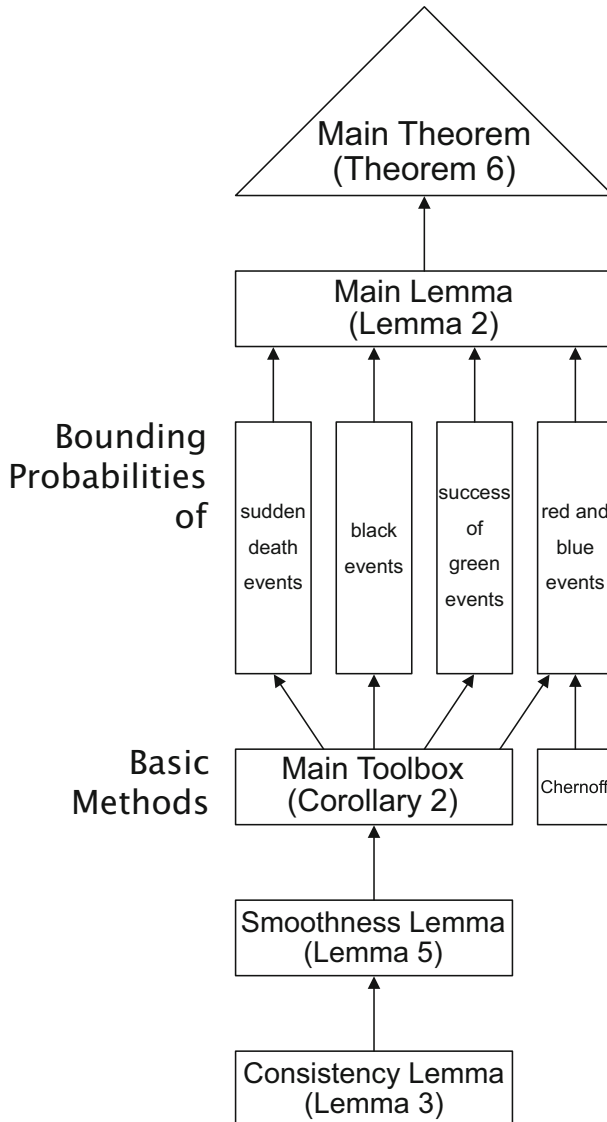 Main Theorem
(Theorem 6)
Main Lemma
(Lemma 2)
Bounding
Probabilities
of
sudden
death
events
black
events
success
of
green
events
red and
blue
events
Basic
Methods
Main Toolbox
(Corollary 2)
Chernoff
Smoothness Lemma
(Lemma 5)
Consistency Lemma
(Lemma 3)